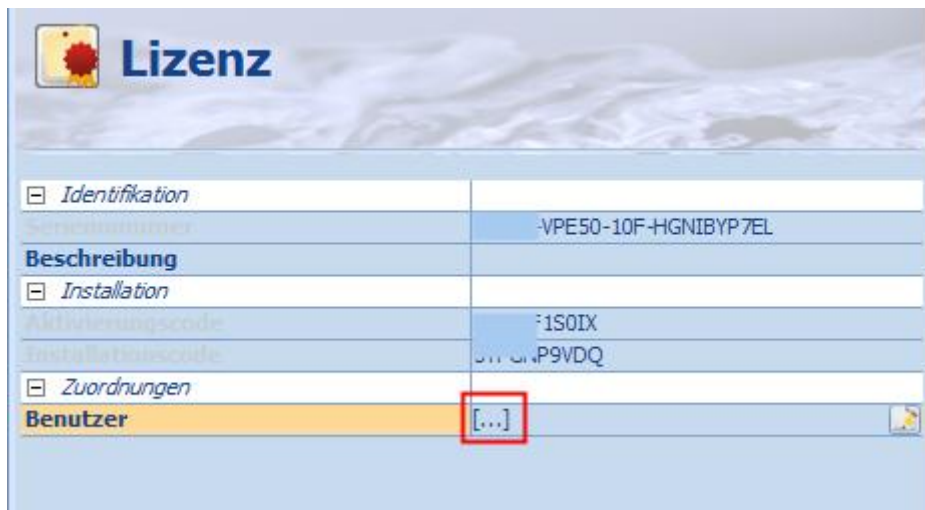 Lizenz
Identifikation
Seriennummer -VPE50-10F-HGNIBYP7EL
Beschreibung
Installation
Aktivierungscode F1S0IX
Installationscode P9VDQ
Zuordnungen
Benutzer [...]